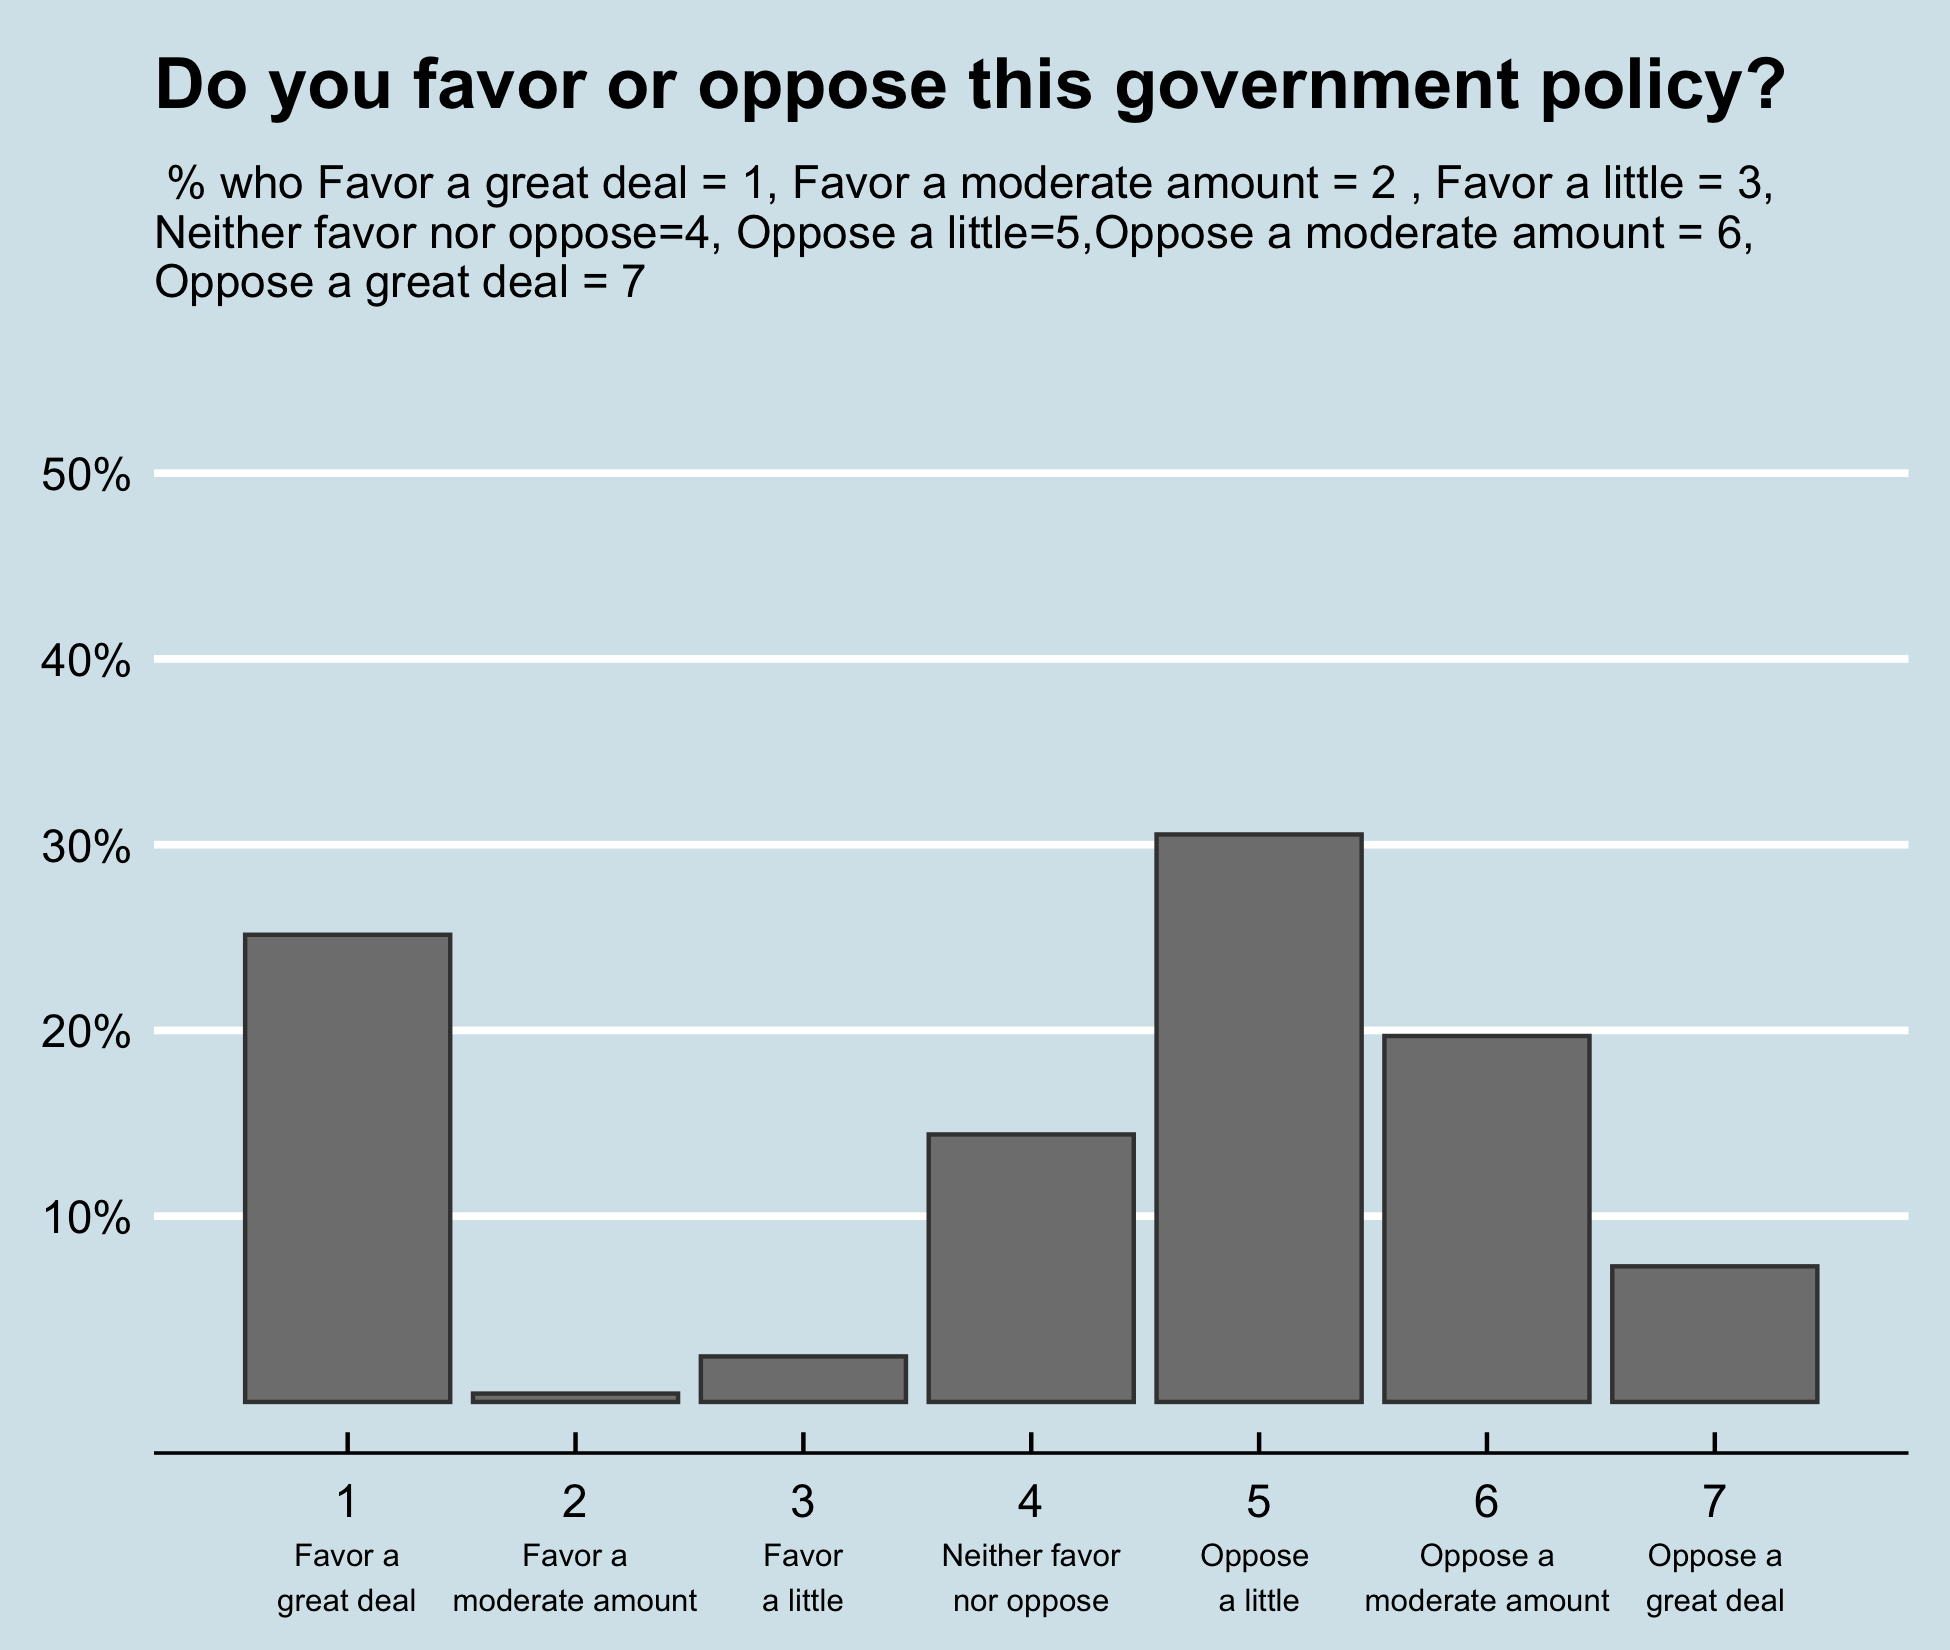 Do you favor or oppose this government policy?
% who Favor a great deal = 1, Favor a moderate amount = 2 , Favor a little = 3,
Neither favor nor oppose=4, Oppose a little=5,Oppose a moderate amount = 6,
Oppose a great deal = 7
50%
40%
30%
20%
10%
1 2 3 4 5 6 7
Favor a Favor a Favor Neither favor Oppose Oppose a Oppose a
great deal moderate amount a little nor oppose a little moderate amount great deal